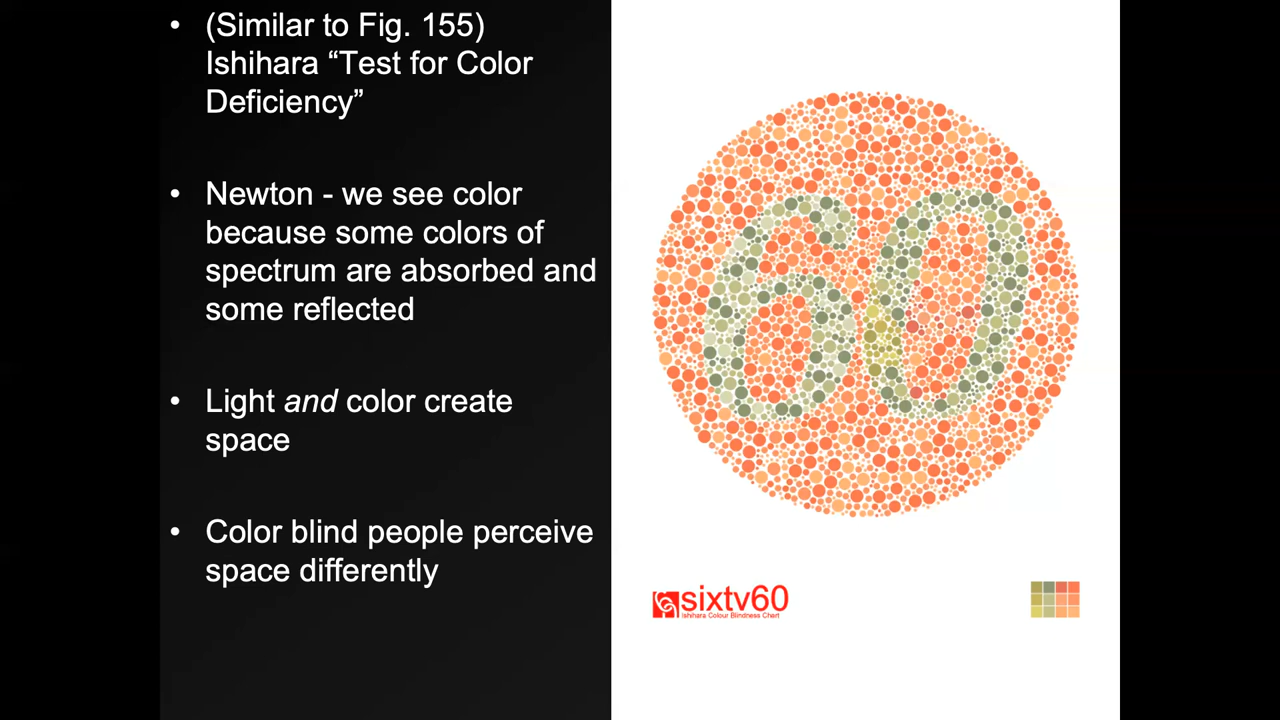 • (Similar to Fig. 155)
Ishihara “Test for Color
Deficiency”
• Newton - we see color
because some colors of
spectrum are absorbed and
some reflected
• Light and color create
space
• Color blind people perceive
space differently
60
sixtv60
Ishihara Colour Blindness Chart